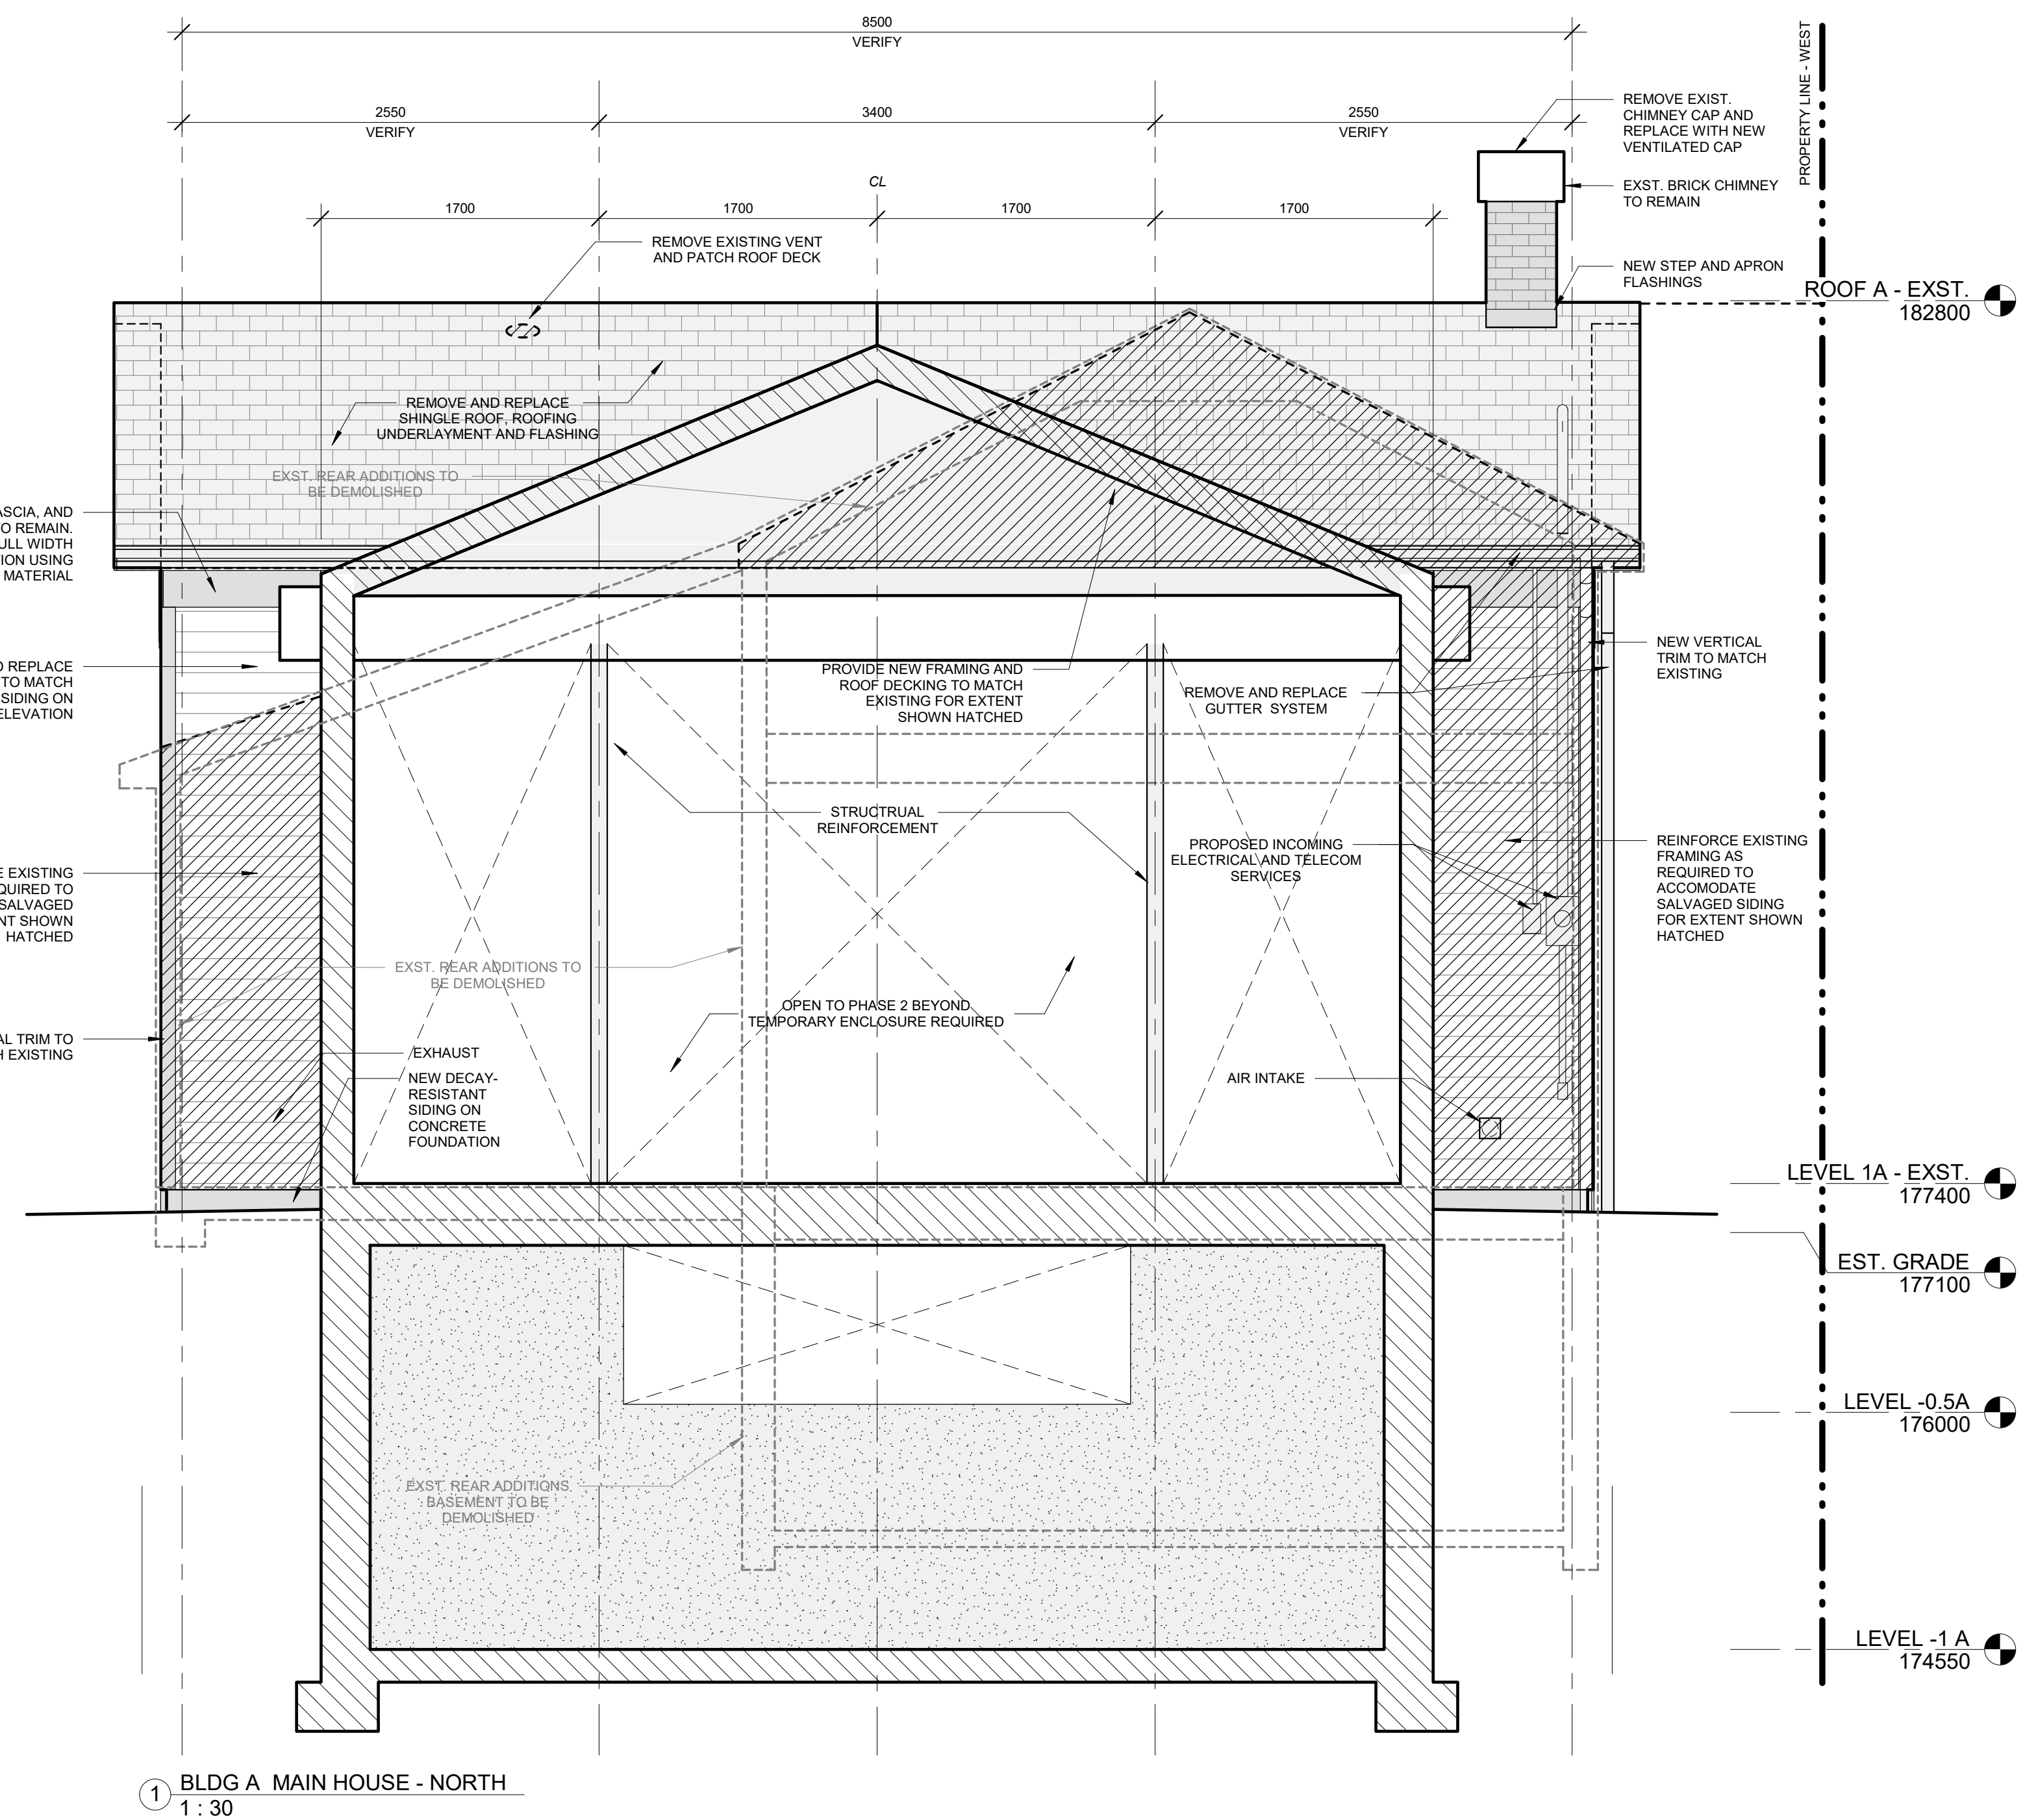 8500
VERIFY
2550
VERIFY
3400
2550
VERIFY
CL
1700
1700
1700
1700
PROPERTY LINE - WEST
REMOVE EXIST.
CHIMNEY CAP AND
REPLACE WITH NEW
VENTILATED CAP
EXST. BRICK CHIMNEY
TO REMAIN
NEW STEP AND APRON
FLASHINGS
REMOVE EXISTING VENT
AND PATCH ROOF DECK
ROOF A - EXST.
182800
REMOVE AND REPLACE
SHINGLE ROOF, ROOFING
UNDERLAYMENT AND FLASHING
EXST. REAR ADDITIONS TO
BE DEMOLISHED
ASCIA, AND
TO REMAIN.
ULL WIDTH
TION USING
MATERIAL
REPLACE
TO MATCH
SIDING ON
ELEVATION
PROVIDE NEW FRAMING AND
ROOF DECKING TO MATCH
EXISTING FOR EXTENT
SHOWN HATCHED
REMOVE AND REPLACE
GUTTER SYSTEM
NEW VERTICAL
TRIM TO MATCH
EXISTING
STRUCTRUAL
REINFORCEMENT
PROPOSED INCOMING
ELECTRICAL AND TELECOM
SERVICES
REINFORCE EXISTING
FRAMING AS
REQUIRED TO
ACCOMODATE
SALVAGED SIDING
FOR EXTENT SHOWN
HATCHED
E EXISTING
QUIRED TO
SALVAGED
NT SHOWN
HATCHED
EXST. REAR ADDITIONS TO
BE DEMOLISHED
OPEN TO PHASE 2 BEYOND
TEMPORARY ENCLOSURE REQUIRED
AL TRIM TO
H EXISTING
EXHAUST
NEW DECAY-
RESISTANT
SIDING ON
CONCRETE
FOUNDATION
AIR INTAKE
LEVEL 1A - EXST.
177400
EST. GRADE
177100
LEVEL -0.5A
176000
EXST. REAR ADDITIONS
BASEMENT TO BE
DEMOLISHED
LEVEL -1 A
174550
1
BLDG A MAIN HOUSE - NORTH
1 : 30